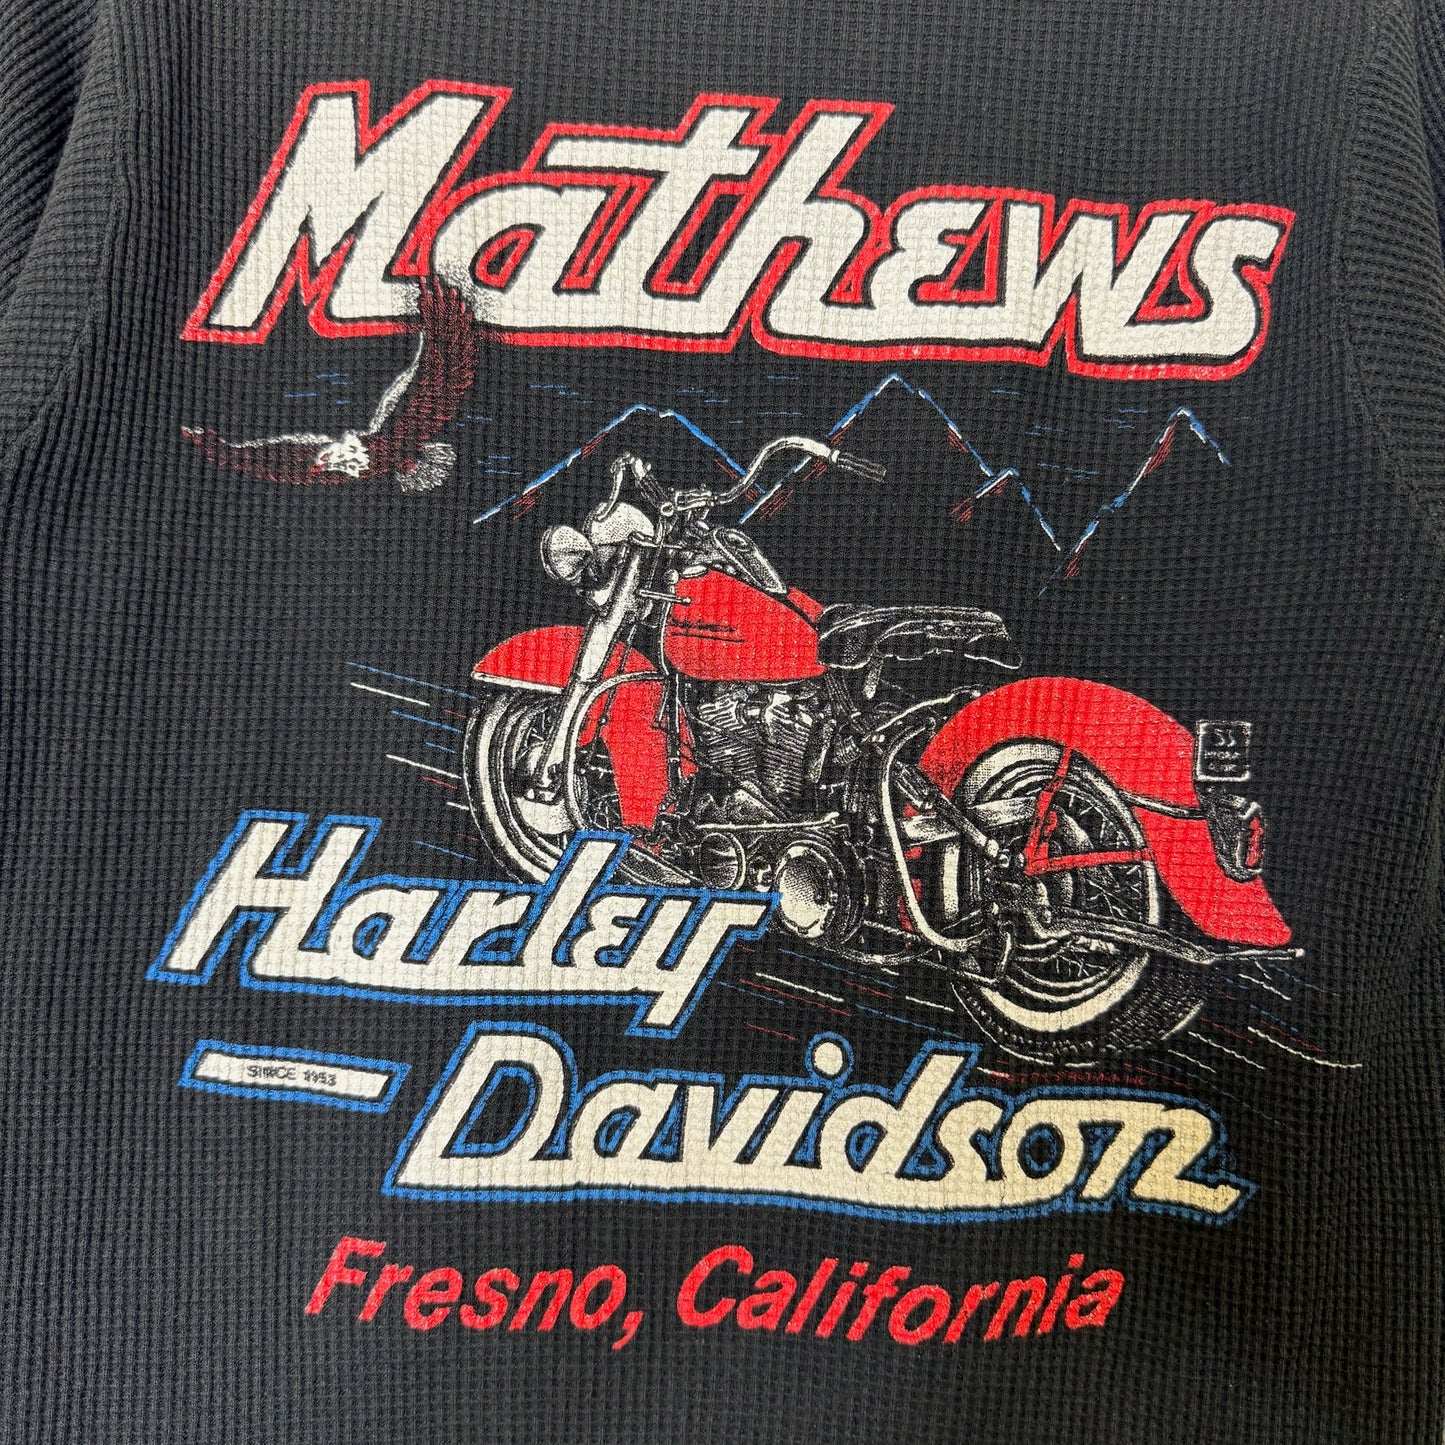 Mathews
Harley
-Davidson
SINCE 1953
Fresno, California